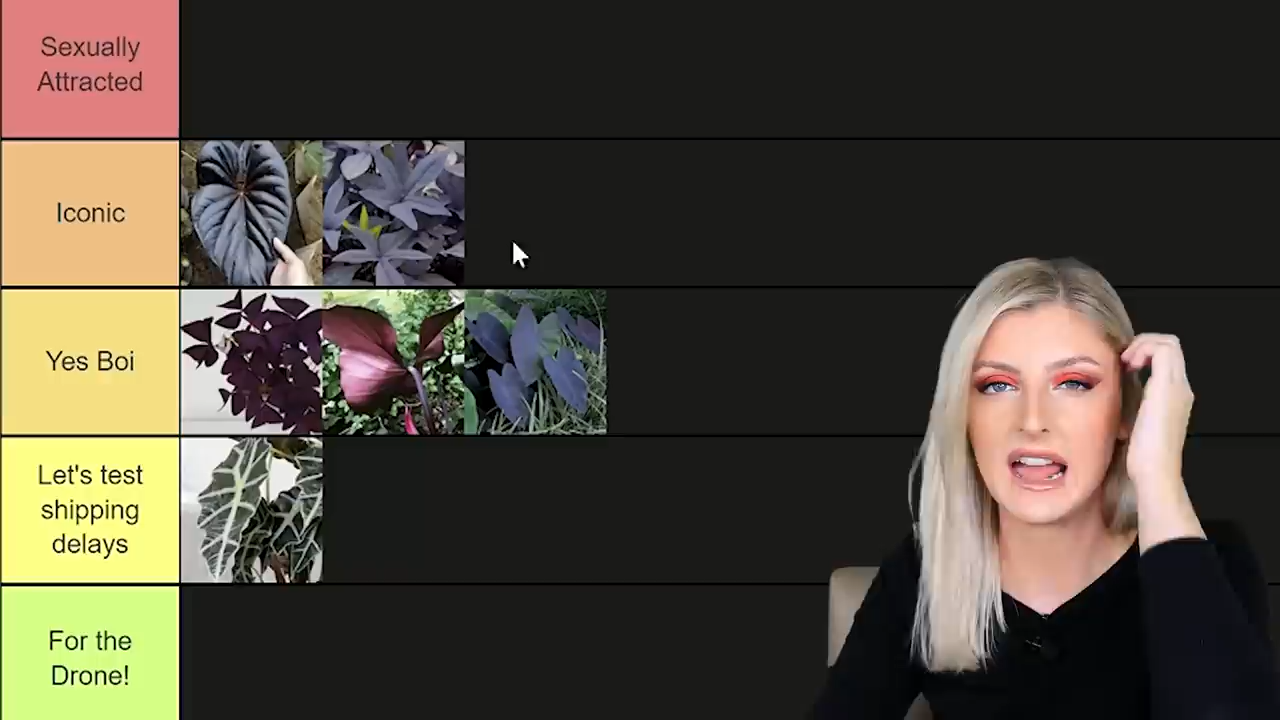 Sexually
Attracted
Iconic
Yes Boi
Let's test
shipping
delays
For the
Drone!